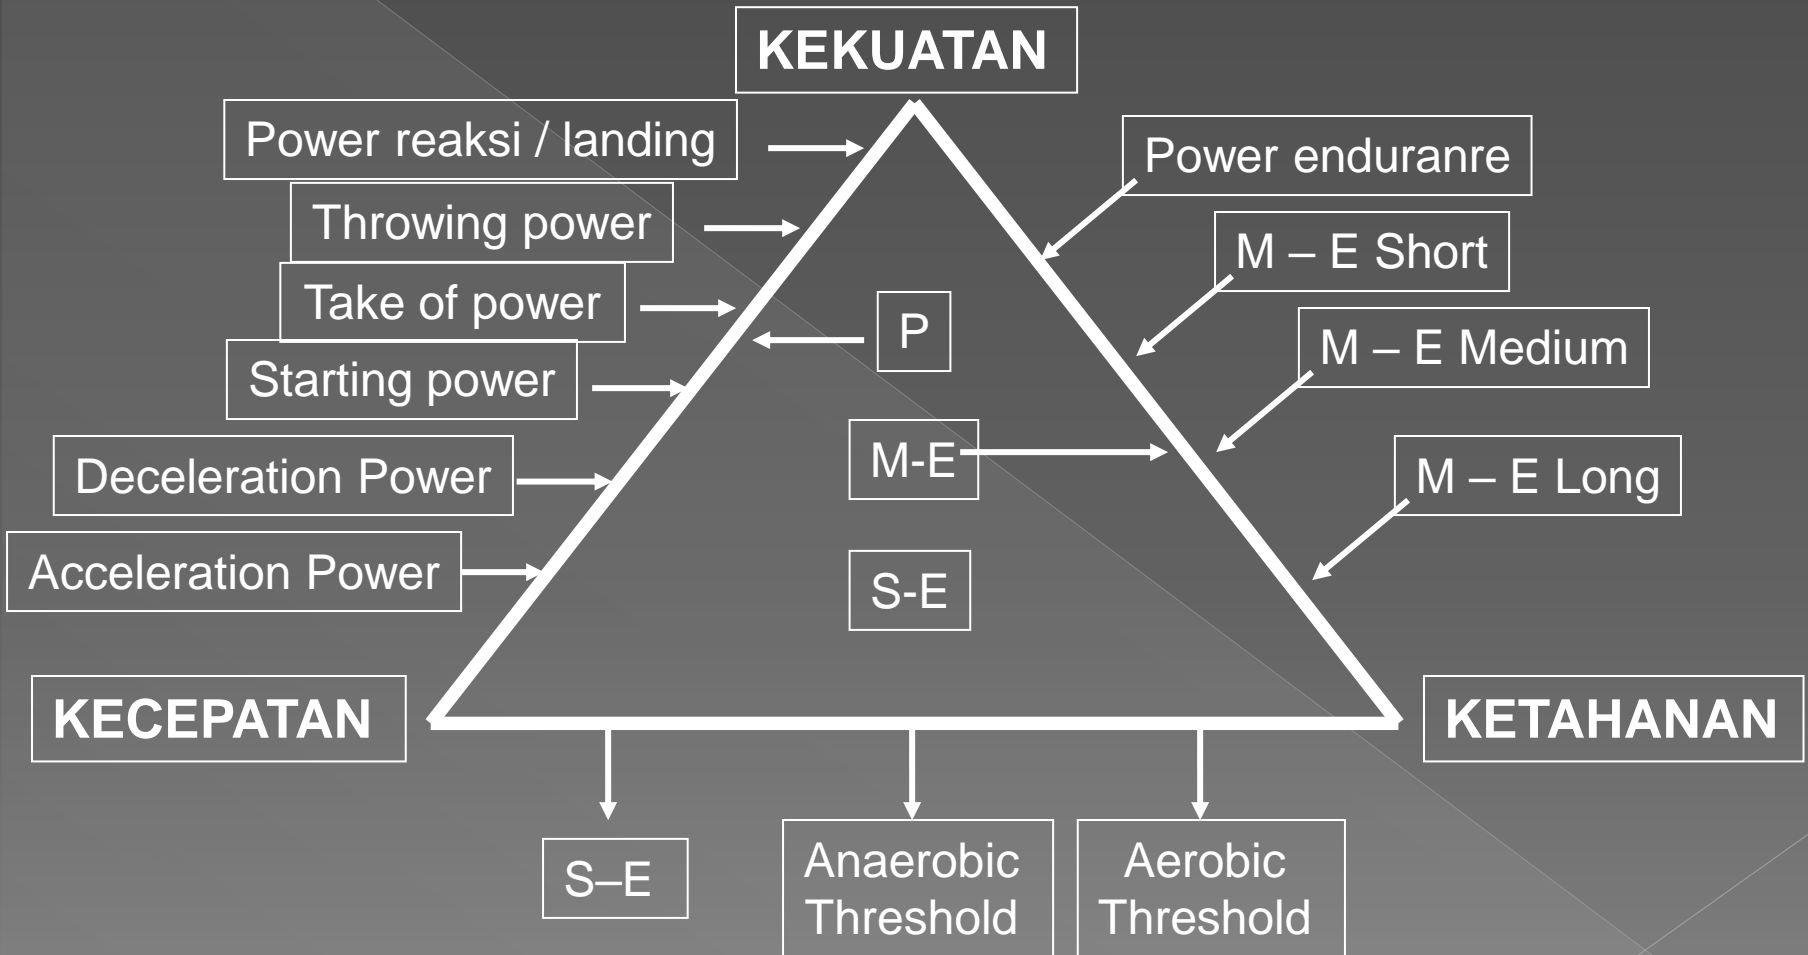 KEKUATAN
Power reaksi / landing
Power enduranre
Throwing power
M – E Short
Take of power
P
M – E Medium
Starting power
M-E
Deceleration Power
M – E Long
Acceleration Power
S-E
KECEPATAN
KETAHANAN
S–E
Anaerobic
Threshold
Aerobic
Threshold